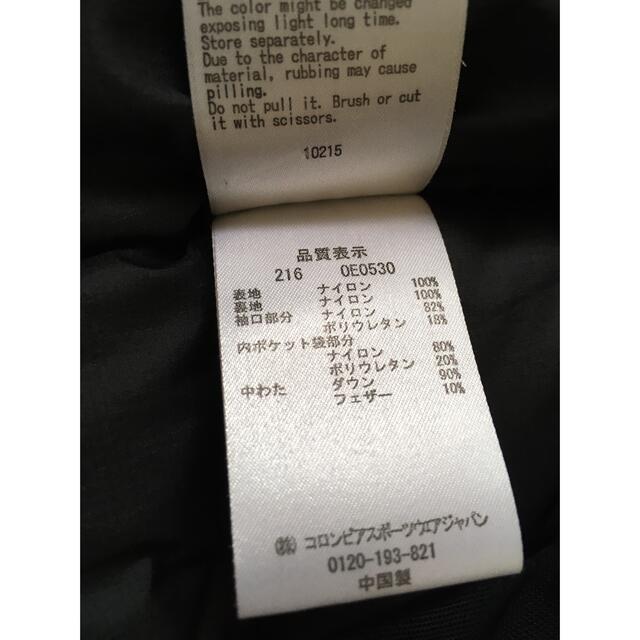 The color might be changed
exposing light long time.
Store separately.
Due to the character of
material, rubbing may cause
pilling.
Do not pull it. Brush or cut
it with scissors.
10215
品質表示
216 0E0530
表地 ナイロン 100%
裏地 ナイロン 100%
袖口部分 ナイロン 82%
ポリウレタン 18%
内ポケット袋部分
ナイロン 80%
ポリウレタン 20%
中わた ダウン 90%
フェザー 10%
㈱ コロンビアスポーツウエアジャパン
0120-193-821
中国製